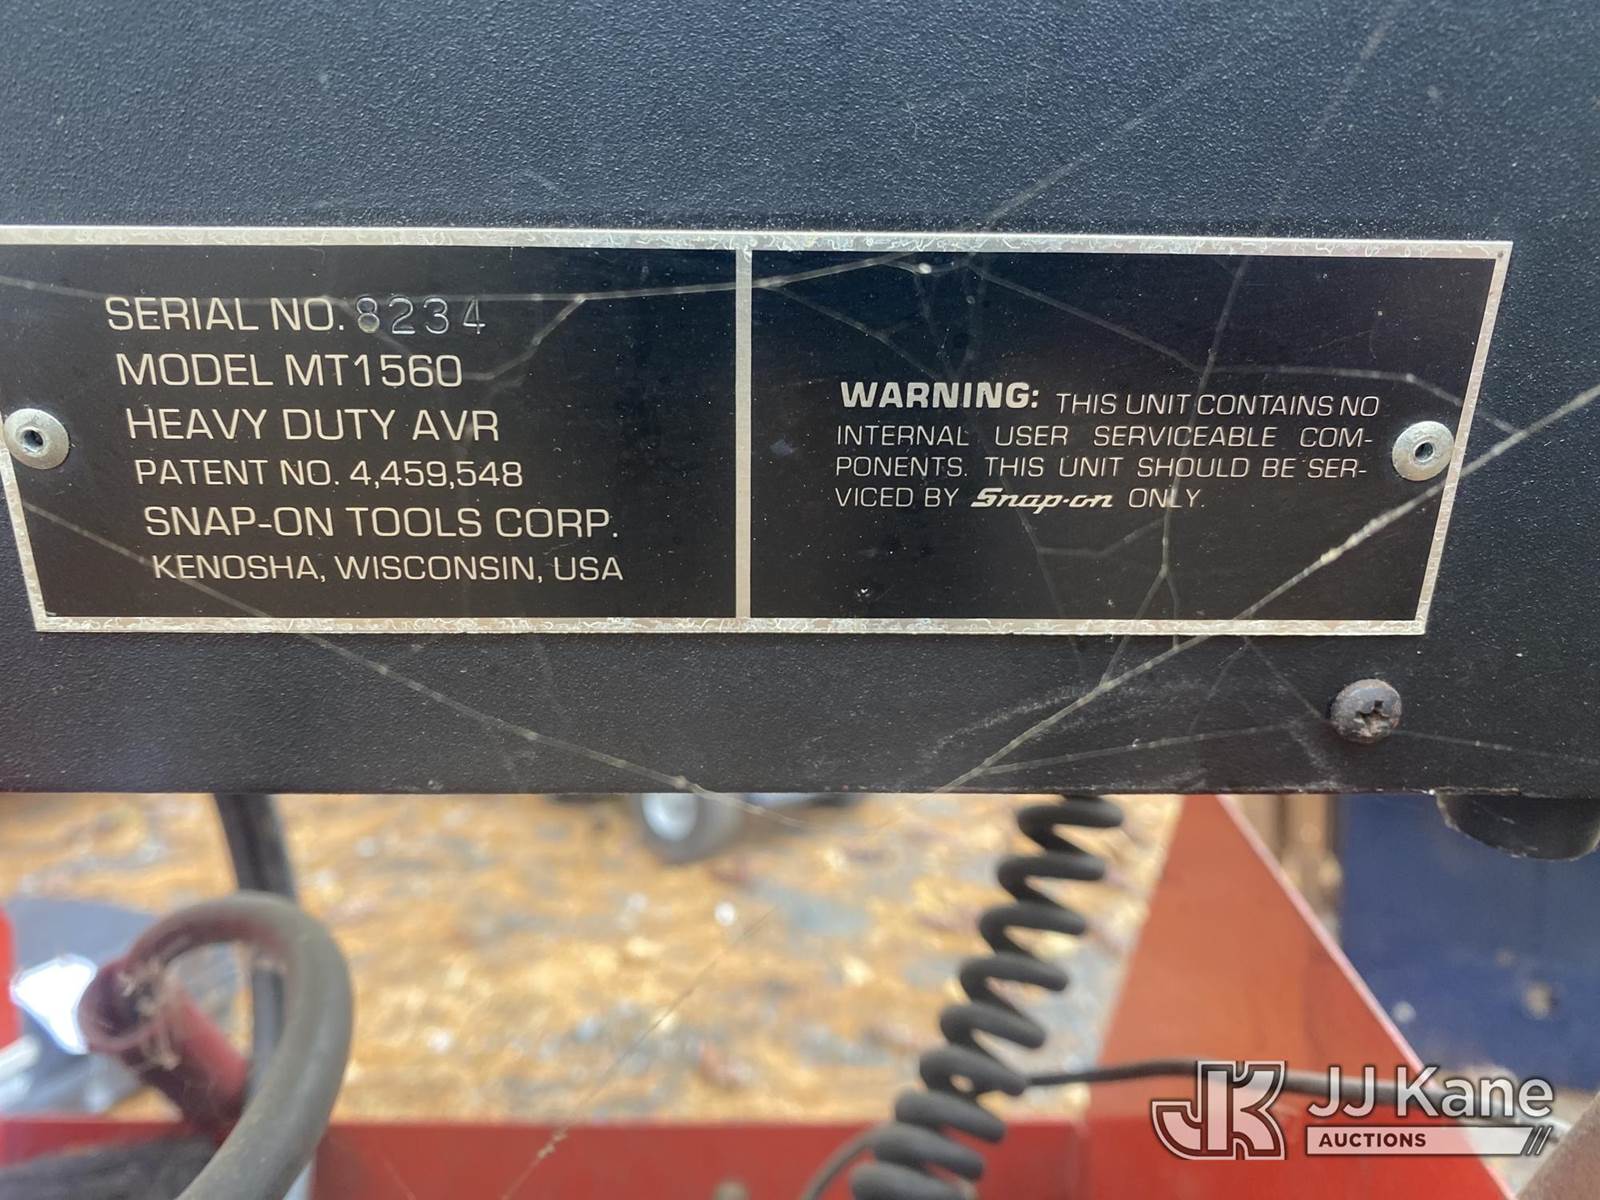 SERIAL NO. 8234
MODEL MT1560
HEAVY DUTY AVR
PATENT NO. 4,459,548
SNAP-ON TOOLS CORP.
KENOSHA, WISCONSIN, USA
WARNING: THIS UNIT CONTAINS NO
INTERNAL USER SERVICEABLE COM-
PONENTS. THIS UNIT SHOULD BE SER-
VICED BY Snap-on ONLY.
JK JJ Kane
AUCTIONS